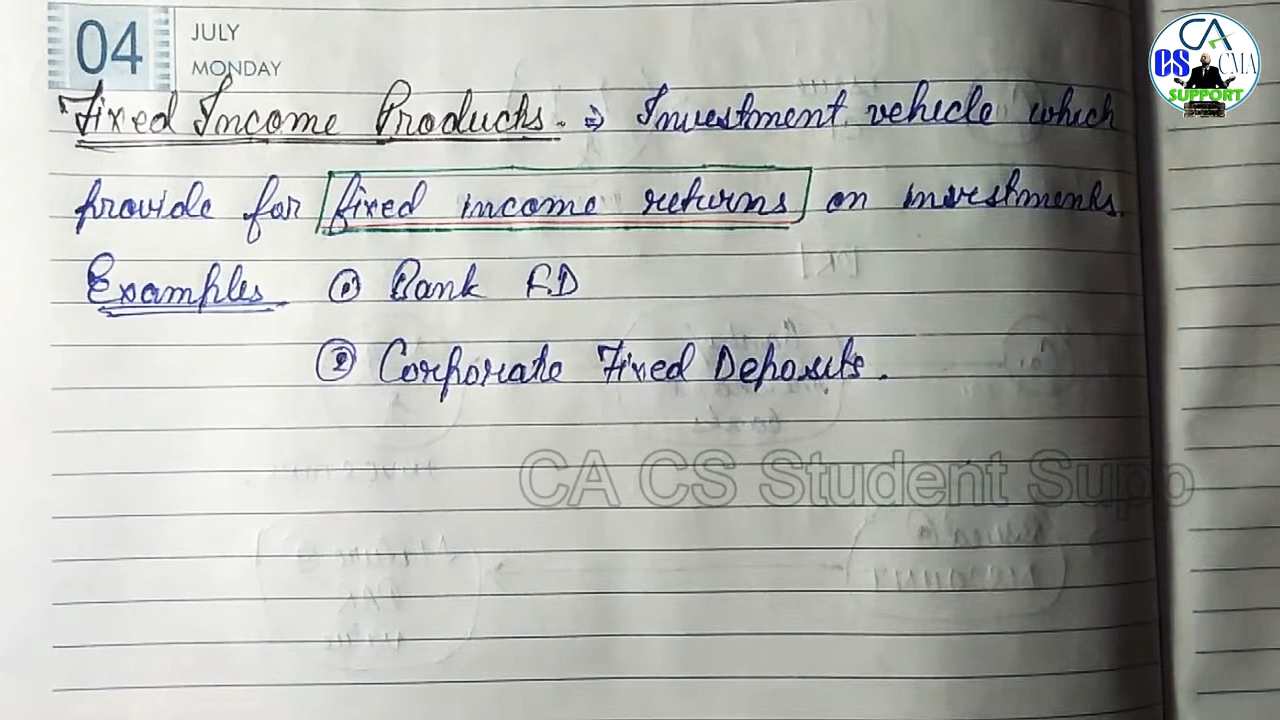 04
JULY
MONDAY
Fixed Income Products. ⇒ Investment vehicle which
provide for fixed income returns on investments.
Examples ① Bank FD
② Corporate Fixed Deposits.
CA CS Student Supp
CA
CS CMA
SUPPORT